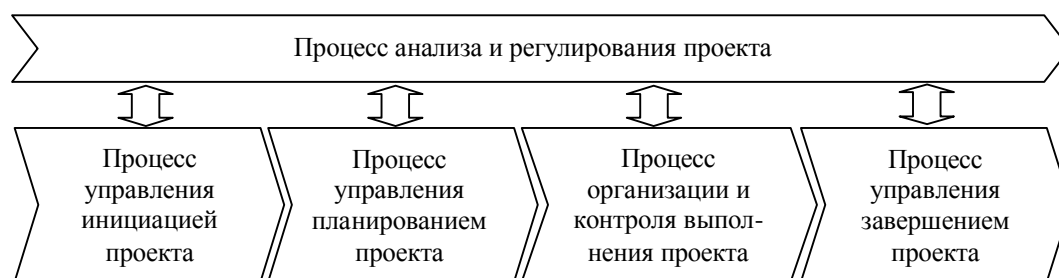 Процесс анализа и регулирования проекта
Процесс
управления
инициацией
проекта
Процесс
управления
планированием
проекта
Процесс
организации и
контроля выпол-
нения проекта
Процесс
управления
завершением
проекта